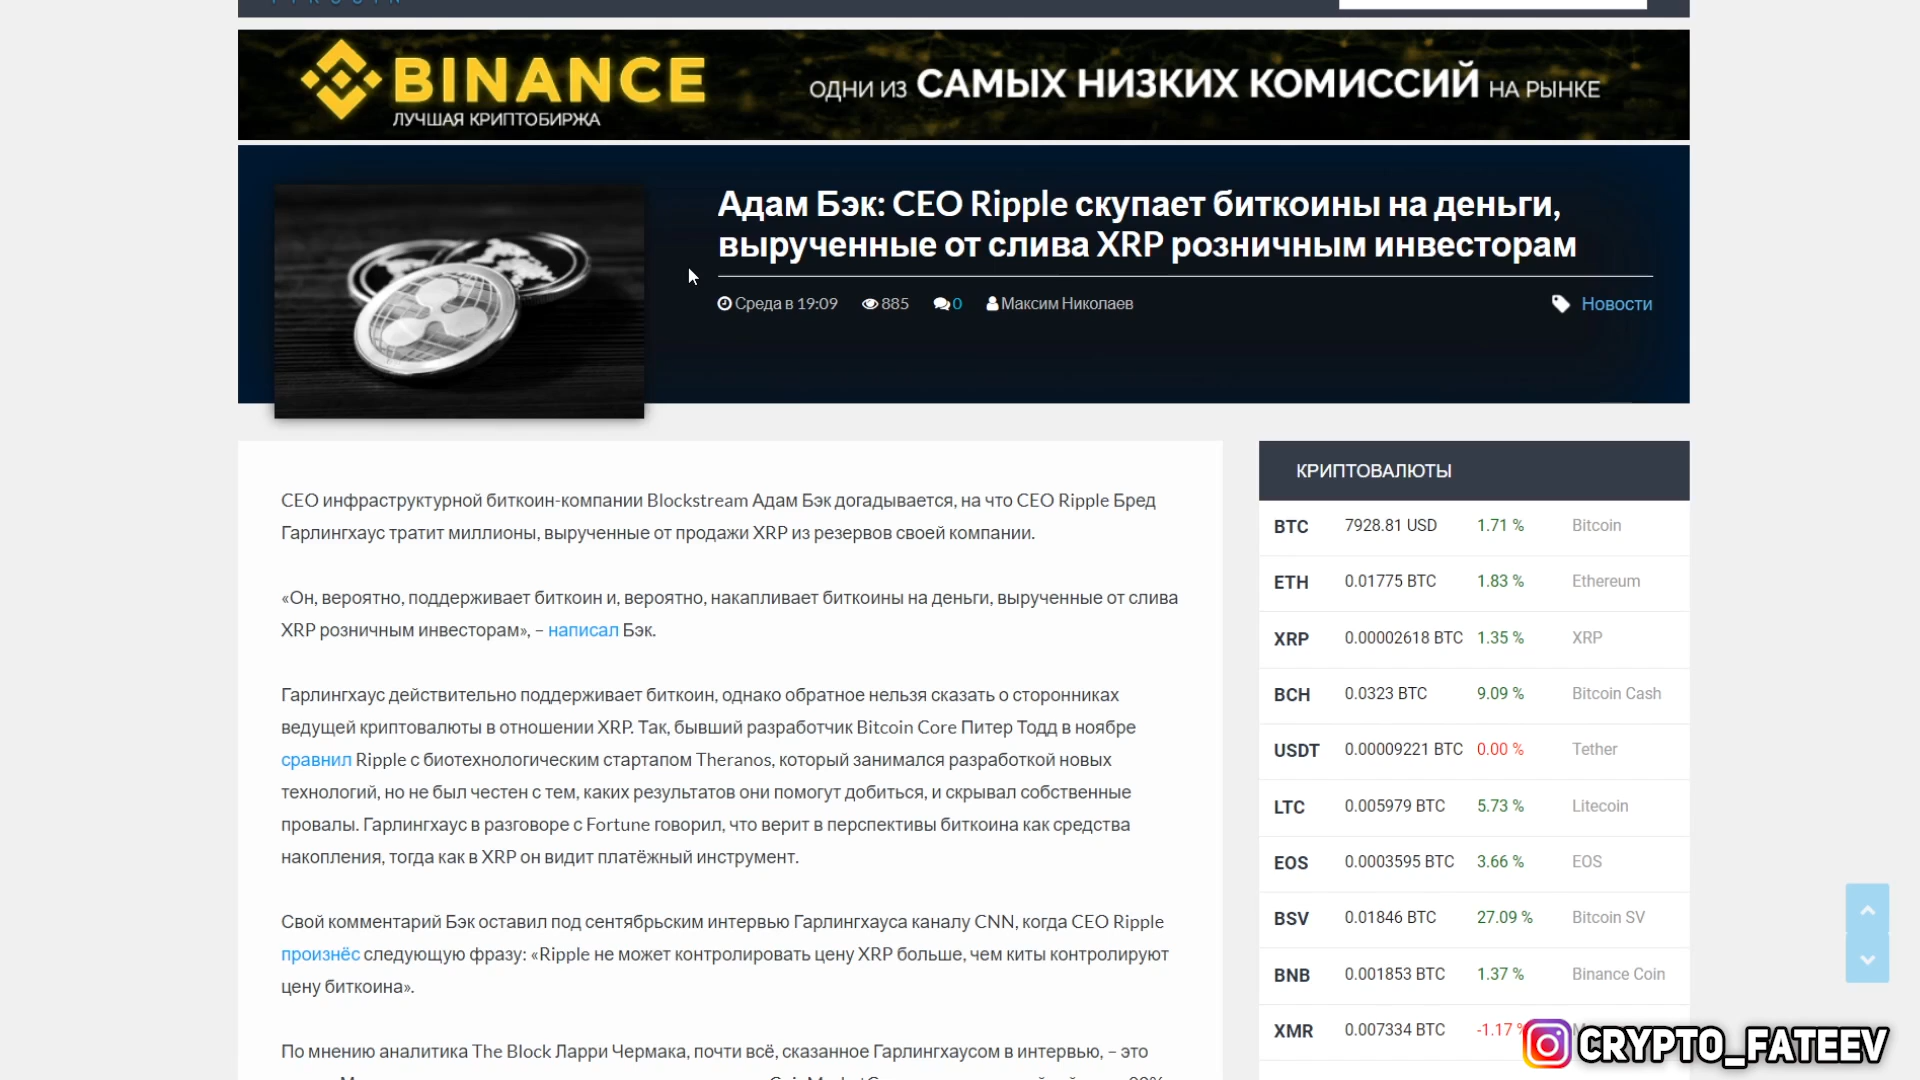 BINANCE
ЛУЧШАЯ КРИПТОБИРЖА
ОДНИ ИЗ САМЫХ НИЗКИХ КОМИССИЙ НА РЫНКЕ
Адам Бэк: CEO Ripple скупает биткоины на деньги,
вырученные от слива XRP розничным инвесторам
Среда в 19:09 885 0 Максим Николаев
Новости
CEO инфраструктурной биткоин-компании Blockstream Адам Бэк догадывается, на что CEO Ripple Бред
Гарлингхаус тратит миллионы, вырученные от продажи XRP из резервов своей компании.
«Он, вероятно, поддерживает биткоин и, вероятно, накапливает биткоины на деньги, вырученные от слива
XRP розничным инвесторам», – написал Бэк.
Гарлингхаус действительно поддерживает биткоин, однако обратное нельзя сказать о сторонниках
ведущей криптовалюты в отношении XRP. Так, бывший разработчик Bitcoin Core Питер Тодд в ноябре
сравнил Ripple с биотехнологическим стартапом Theranos, который занимался разработкой новых
технологий, но не был честен с тем, каких результатов они помогут добиться, и скрывал собственные
провалы. Гарлингхаус в разговоре с Fortune говорил, что верит в перспективы биткоина как средства
накопления, тогда как в XRP он видит платёжный инструмент.
Свой комментарий Бэк оставил под сентябрьским интервью Гарлингхауса каналу CNN, когда CEO Ripple
произнёс следующую фразу: «Ripple не может контролировать цену XRP больше, чем киты контролируют
цену биткоина».
По мнению аналитика The Block Ларри Чермака, почти всё, сказанное Гарлингхаусом в интервью, – это
КРИПТОВАЛЮТЫ
BTC 7928.81 USD 1.71 % Bitcoin
ETH 0.01775 BTC 1.83 % Ethereum
XRP 0.00002618 BTC 1.35 % XRP
BCH 0.0323 BTC 9.09 % Bitcoin Cash
USDT 0.00009221 BTC 0.00 % Tether
LTC 0.005979 BTC 5.73 % Litecoin
EOS 0.0003595 BTC 3.66 % EOS
BSV 0.01846 BTC 27.09 % Bitcoin SV
BNB 0.001853 BTC 1.37 % Binance Coin
XMR 0.007334 BTC -1.17 %
CRYPTO_FATEEV